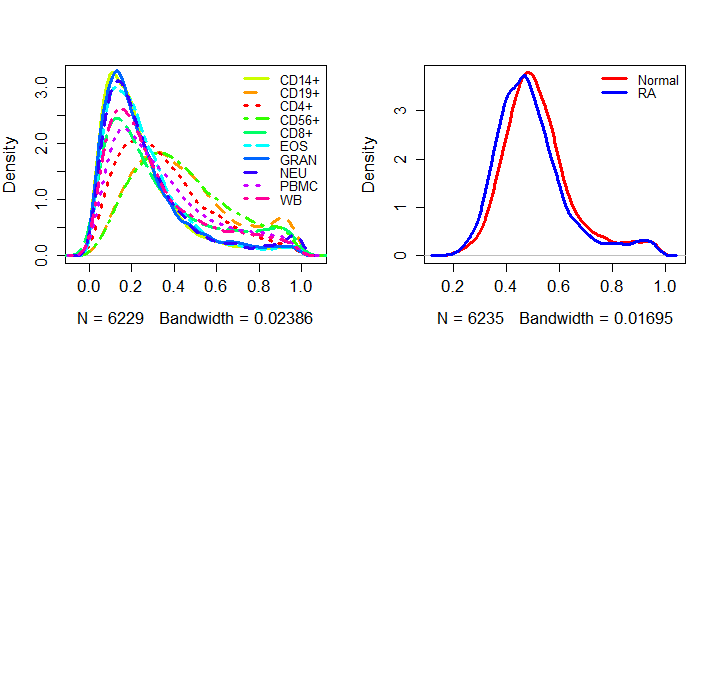 Density
3.0
2.0
1.0
0.0
0.0 0.2 0.4 0.6 0.8 1.0
N = 6229 Bandwidth = 0.02386
CD14+
CD19+
CD4+
CD56+
CD8+
EOS
GRAN
NEU
PBMC
WB
Density
3
2
1
0
0.2 0.4 0.6 0.8 1.0
N = 6235 Bandwidth = 0.01695
Normal
RA